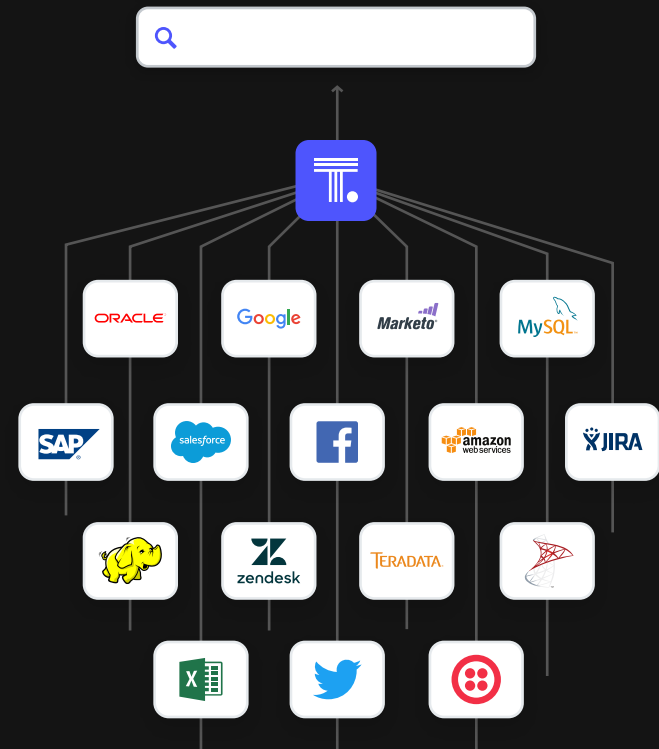 T.
ORACLE
Google
Marketo
MySQL
SAP
salesforce
f
amazon
web services
JIRA
zendesk
TERADATA
X